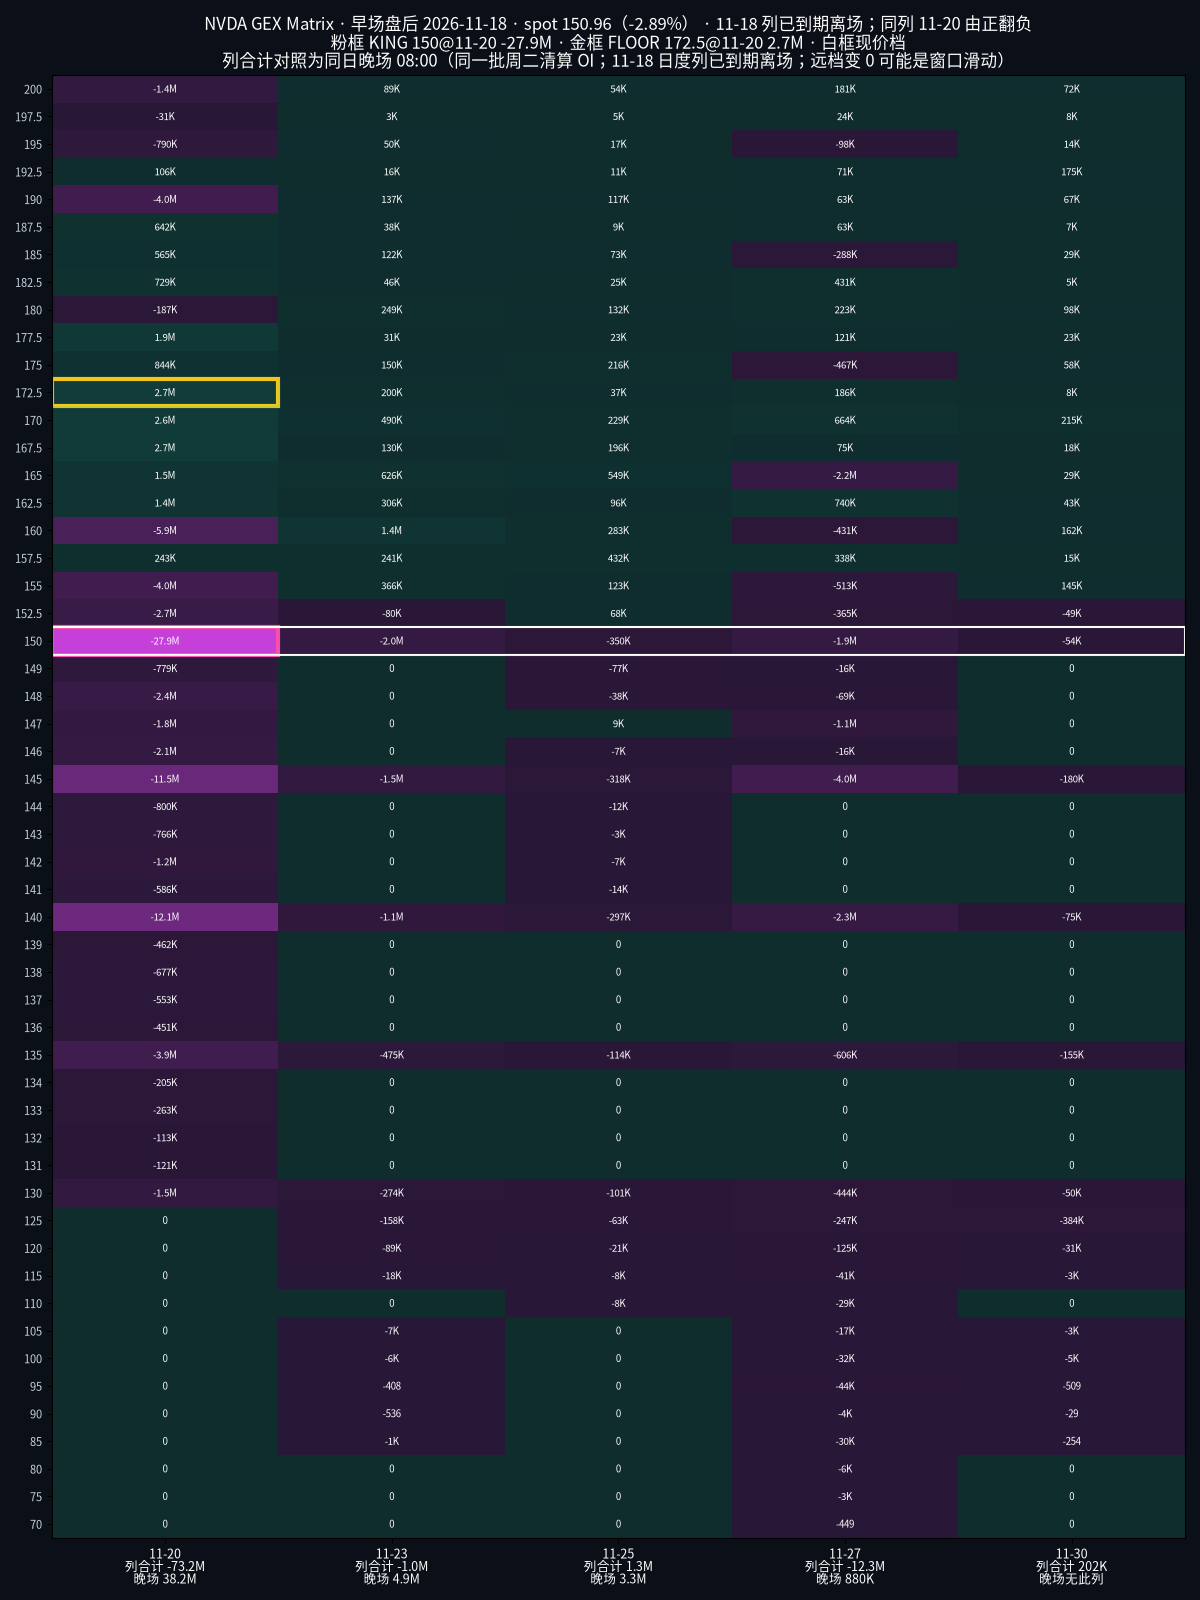 NVDA GEX Matrix · 早场盘后 2026-11-18 · spot 150.96（-2.89%） · 11-18 列已到期离场；同列 11-20 由正翻负
粉框 KING 150@11-20 -27.9M · 金框 FLOOR 172.5@11-20 2.7M · 白框现价档
列合计对照为同日晚场 08:00（同一批周二清算 OI；11-18 日度列已到期离场；远档变 0 可能是窗口滑动）
200 -1.4M 89K 54K 181K 72K
197.5 -31K 3K 5K 24K 8K
195 -790K 50K 17K -98K 14K
192.5 106K 16K 11K 71K 175K
190 -4.0M 137K 117K 63K 67K
187.5 642K 38K 9K 63K 7K
185 565K 122K 73K -288K 29K
182.5 729K 46K 25K 431K 5K
180 -187K 249K 132K 223K 98K
177.5 1.9M 31K 23K 121K 23K
175 844K 150K 216K -467K 58K
172.5 2.7M 200K 37K 186K 8K
170 2.6M 490K 229K 664K 215K
167.5 2.7M 130K 196K 75K 18K
165 1.5M 626K 549K -2.2M 29K
162.5 1.4M 306K 96K 740K 43K
160 -5.9M 1.4M 283K -431K 162K
157.5 243K 241K 432K 338K 15K
155 -4.0M 366K 123K -513K 145K
152.5 -2.7M -80K 68K -365K -49K
150 -27.9M -2.0M -350K -1.9M -54K
149 -779K 0 -77K -16K 0
148 -2.4M 0 -38K -69K 0
147 -1.8M 0 9K -1.1M 0
146 -2.1M 0 -7K -16K 0
145 -11.5M -1.5M -318K -4.0M -180K
144 -800K 0 -12K 0 0
143 -766K 0 -3K 0 0
142 -1.2M 0 -7K 0 0
141 -586K 0 -14K 0 0
140 -12.1M -1.1M -297K -2.3M -75K
139 -462K 0 0 0 0
138 -677K 0 0 0 0
137 -553K 0 0 0 0
136 -451K 0 0 0 0
135 -3.9M -475K -114K -606K -155K
134 -205K 0 0 0 0
133 -263K 0 0 0 0
132 -113K 0 0 0 0
131 -121K 0 0 0 0
130 -1.5M -274K -101K -444K -50K
125 0 -158K -63K -247K -384K
120 0 -89K -21K -125K -31K
115 0 -18K -8K -41K -3K
110 0 0 -8K -29K 0
105 0 -7K 0 -17K -3K
100 0 -6K 0 -32K -5K
95 0 -408 0 -44K -509
90 0 -536 0 -4K -29
85 0 -1K 0 -30K -254
80 0 0 0 -6K 0
75 0 0 0 -3K 0
70 0 0 0 -449 0
11-20 11-23 11-25 11-27 11-30
列合计 -73.2M 列合计 -1.0M 列合计 1.3M 列合计 -12.3M 列合计 202K
晚场 38.2M 晚场 4.9M 晚场 3.3M 晚场 880K 晚场无此列